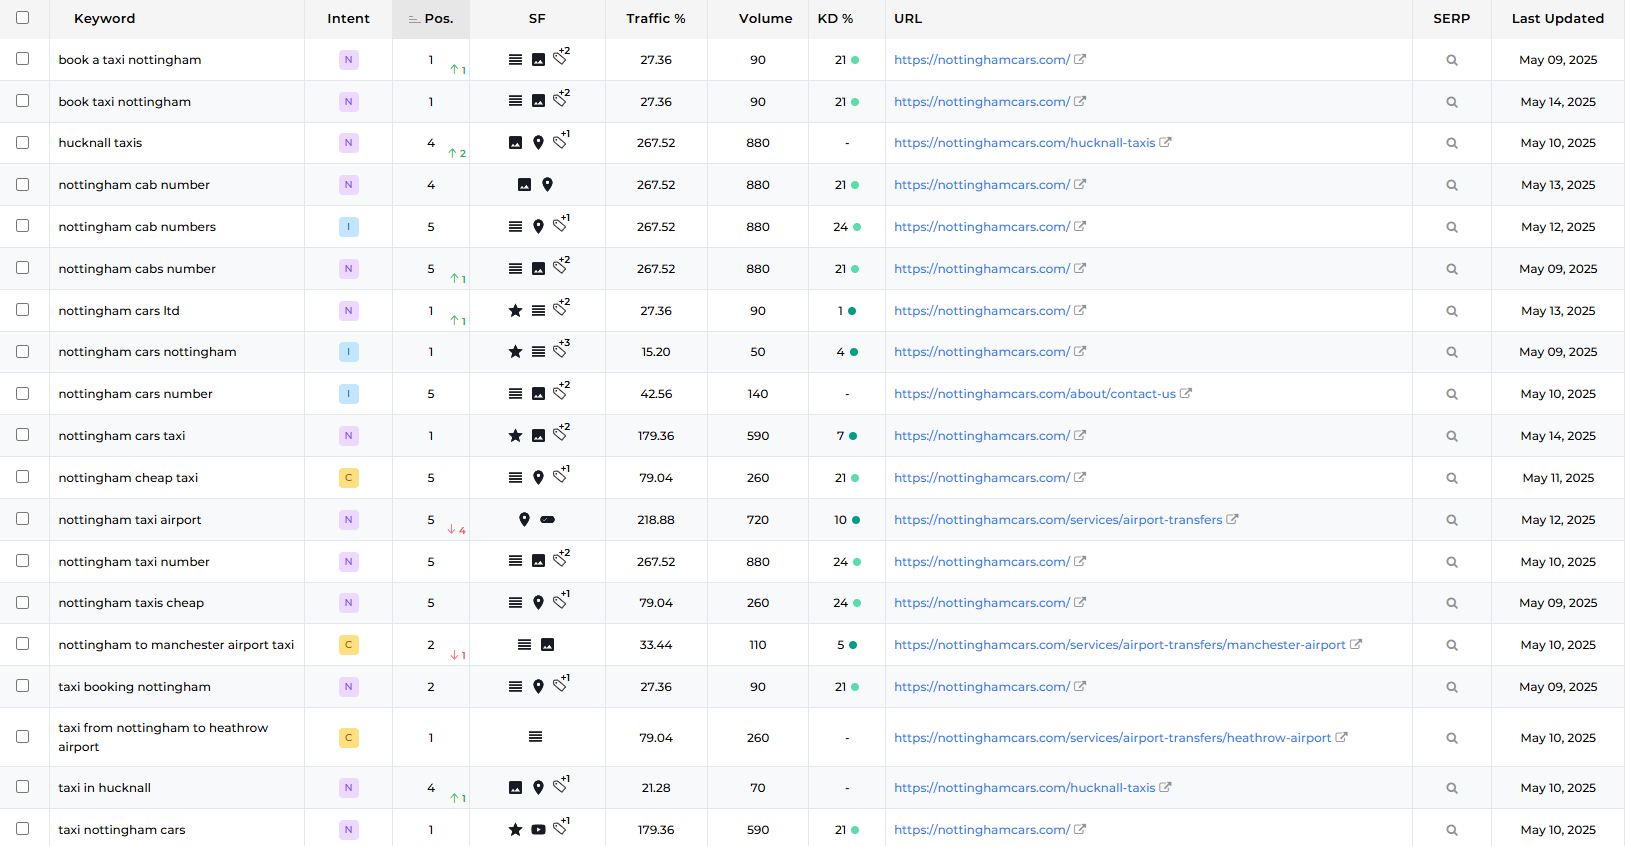 Keyword Intent Pos. SF Traffic % Volume KD % URL SERP Last Updated
book a taxi nottingham N 1 1 +2 27.36 90 21 https://nottinghamcars.com/ May 09, 2025
book taxi nottingham N 1 +2 27.36 90 21 https://nottinghamcars.com/ May 14, 2025
hucknall taxis N 4 2 +1 267.52 880 - https://nottinghamcars.com/hucknall-taxis May 10, 2025
nottingham cab number N 4 267.52 880 21 https://nottinghamcars.com/ May 13, 2025
nottingham cab numbers I 5 +1 267.52 880 24 https://nottinghamcars.com/ May 12, 2025
nottingham cabs number N 5 1 +2 267.52 880 21 https://nottinghamcars.com/ May 09, 2025
nottingham cars ltd N 1 1 +2 27.36 90 1 https://nottinghamcars.com/ May 13, 2025
nottingham cars nottingham I 1 +3 15.20 50 4 https://nottinghamcars.com/ May 09, 2025
nottingham cars number I 5 +2 42.56 140 - https://nottinghamcars.com/about/contact-us May 10, 2025
nottingham cars taxi N 1 +2 179.36 590 7 https://nottinghamcars.com/ May 14, 2025
nottingham cheap taxi C 5 +1 79.04 260 21 https://nottinghamcars.com/ May 11, 2025
nottingham taxi airport N 5 4 218.88 720 10 https://nottinghamcars.com/services/airport-transfers May 12, 2025
nottingham taxi number N 5 +2 267.52 880 24 https://nottinghamcars.com/ May 10, 2025
nottingham taxis cheap N 5 +1 79.04 260 24 https://nottinghamcars.com/ May 09, 2025
nottingham to manchester airport taxi C 2 1 33.44 110 5 https://nottinghamcars.com/services/airport-transfers/manchester-airport May 10, 2025
taxi booking nottingham N 2 +1 27.36 90 21 https://nottinghamcars.com/ May 09, 2025
taxi from nottingham to heathrow
airport C 1 79.04 260 - https://nottinghamcars.com/services/airport-transfers/heathrow-airport May 10, 2025
taxi in hucknall N 4 1 +1 21.28 70 - https://nottinghamcars.com/hucknall-taxis May 10, 2025
taxi nottingham cars N 1 +1 179.36 590 21 https://nottinghamcars.com/ May 10, 2025